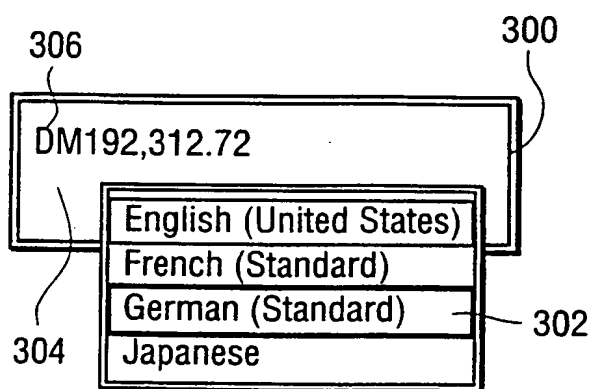 306
300
DM192,312.72
English (United States)
French (Standard)
German (Standard)
302
304
Japanese